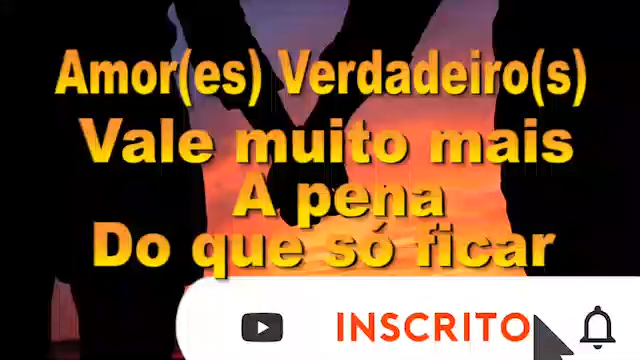 Amor(es) Verdadeiro(s)
Vale muito mais
A pena
Do que só ficar
INSCRITO